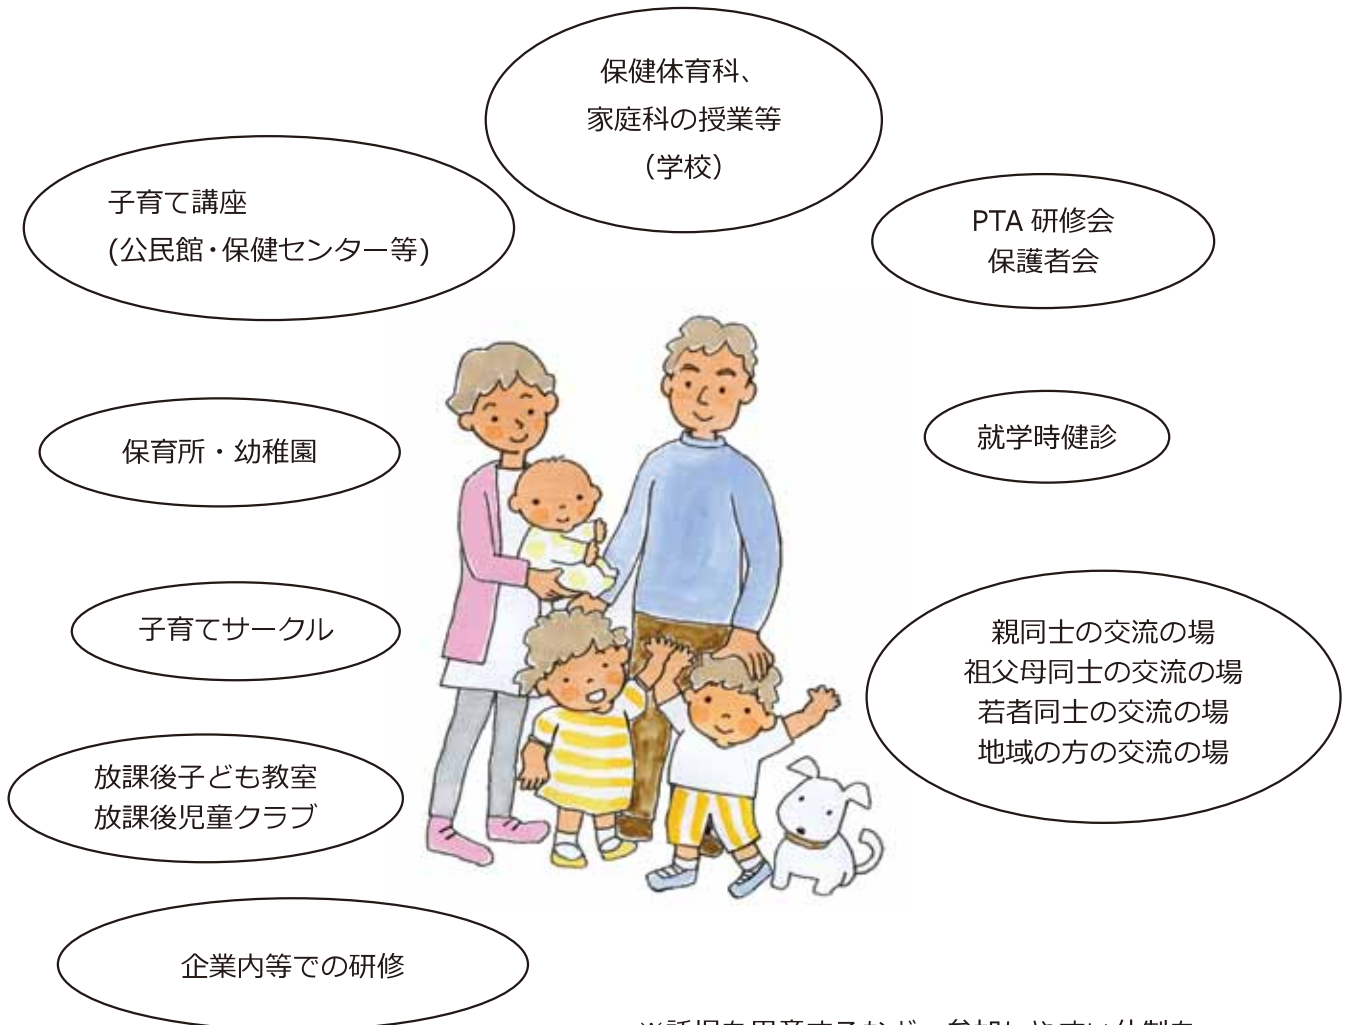 保健体育科、
家庭科の授業等
（学校）
子育て講座
(公民館・保健センター等)
PTA 研修会
保護者会
保育所・幼稚園
就学時健診
子育てサークル
親同士の交流の場
祖父母同士の交流の場
若者同士の交流の場
地域の方の交流の場
放課後子ども教室
放課後児童クラブ
企業内等での研修